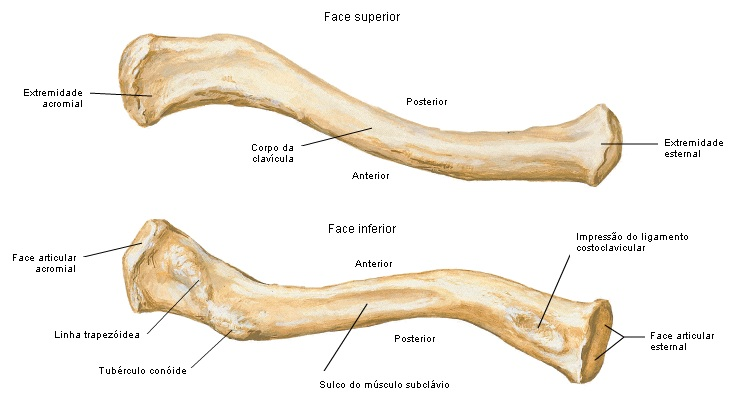 Face superior
Extremidade
acromial
Posterior
Corpo da
clavícula
Extremidade
esternal
Anterior
Face inferior
Impressão do ligamento
costoclavicular
Face articular
acromial
Anterior
Linha trapezóidea
Posterior
Face articular
esternal
Tubérculo conóide
Sulco do músculo subclávio